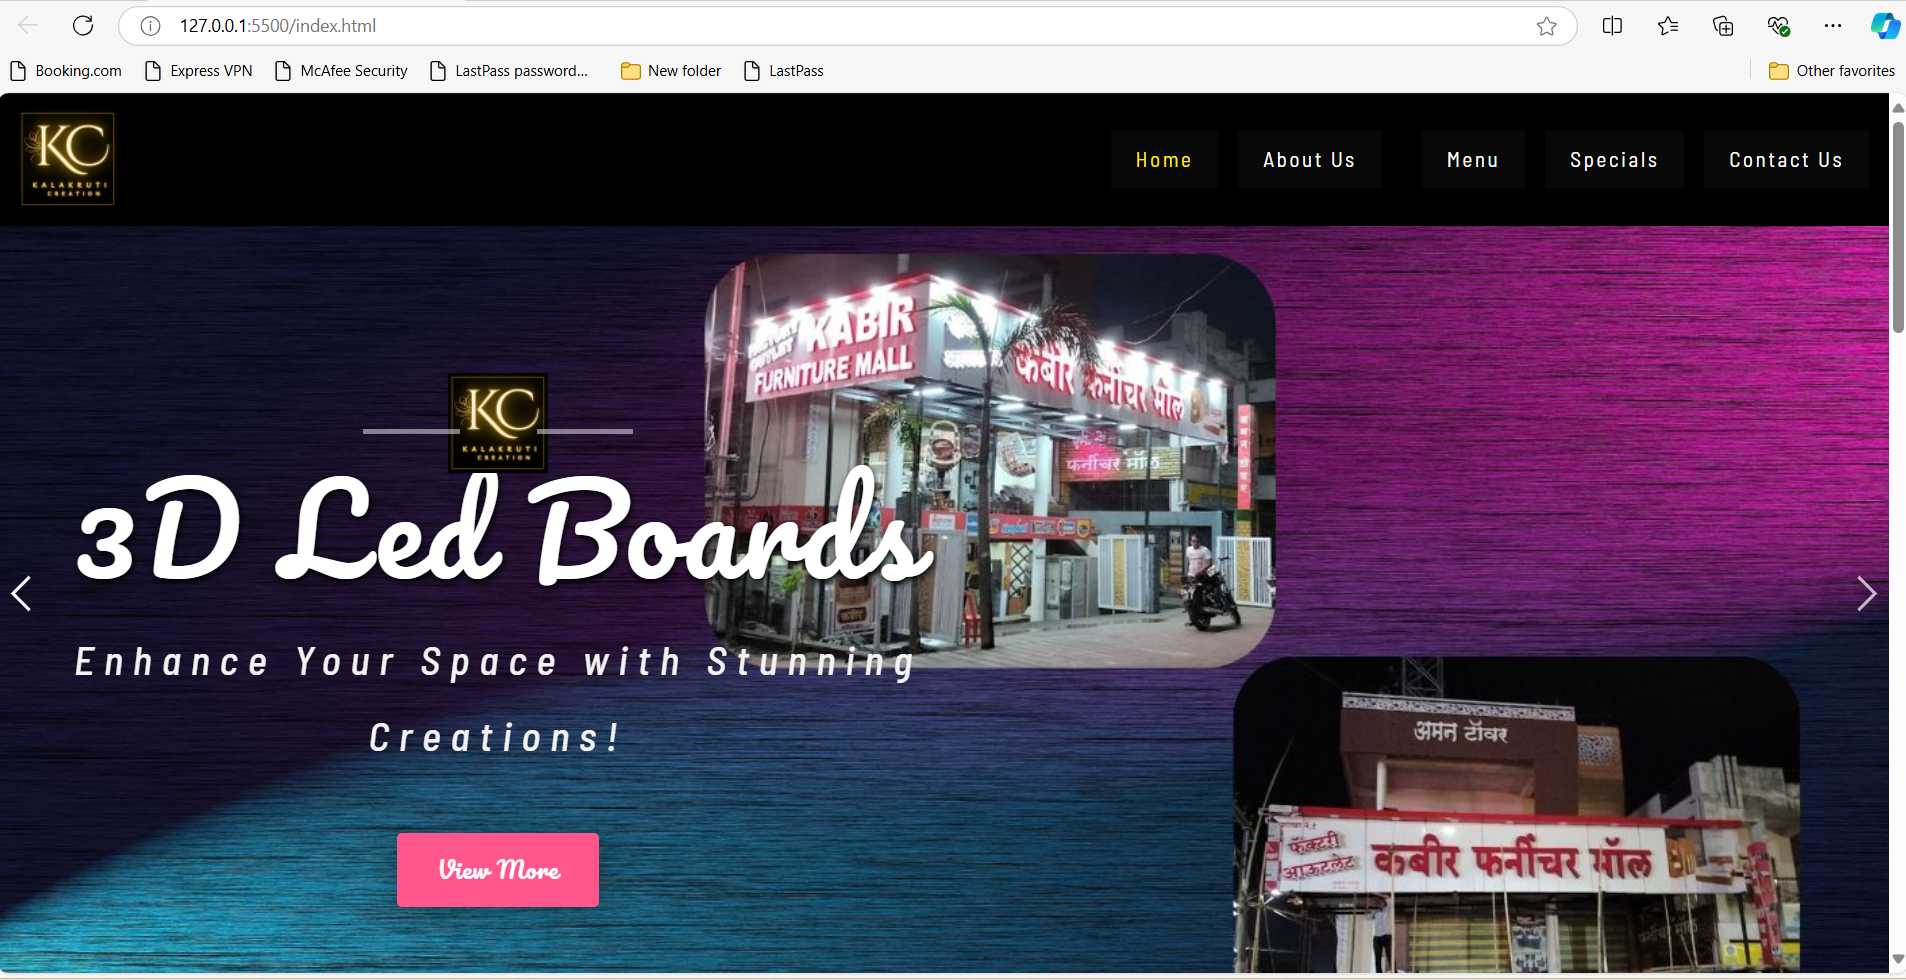 127.0.0.1:5500/index.html
Booking.com
Express VPN
McAfee Security
LastPass password...
New folder
LastPass
Other favorites
KC
KALAKRUTI
CREATION
Home
About Us
Menu
Specials
Contact Us
FACTORY
OUTLET
KABIR
FURNITURE MALL
कबीर फर्नीचर मॉल
फर्नीचर मॉल
KC
KALAKRUTI
CREATION
3D Led Boards
Enhance Your Space with Stunning
Creations!
View More
अमन टॉवर
फॅक्टरी
आऊटलेट
कबीर फर्नीचर मॉल